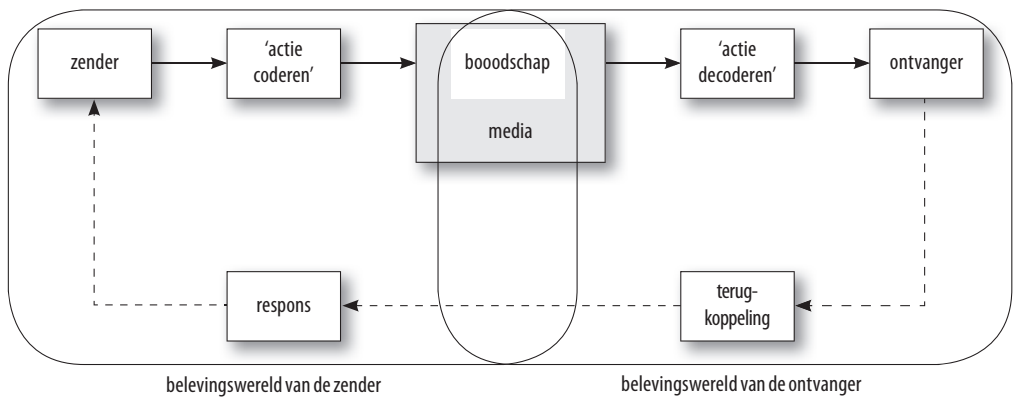 zender
'actie
coderen'
booodschap
media
'actie
decoderen'
ontvanger
respons
terug-
koppeling
belevingswereld van de zender
belevingswereld van de ontvanger